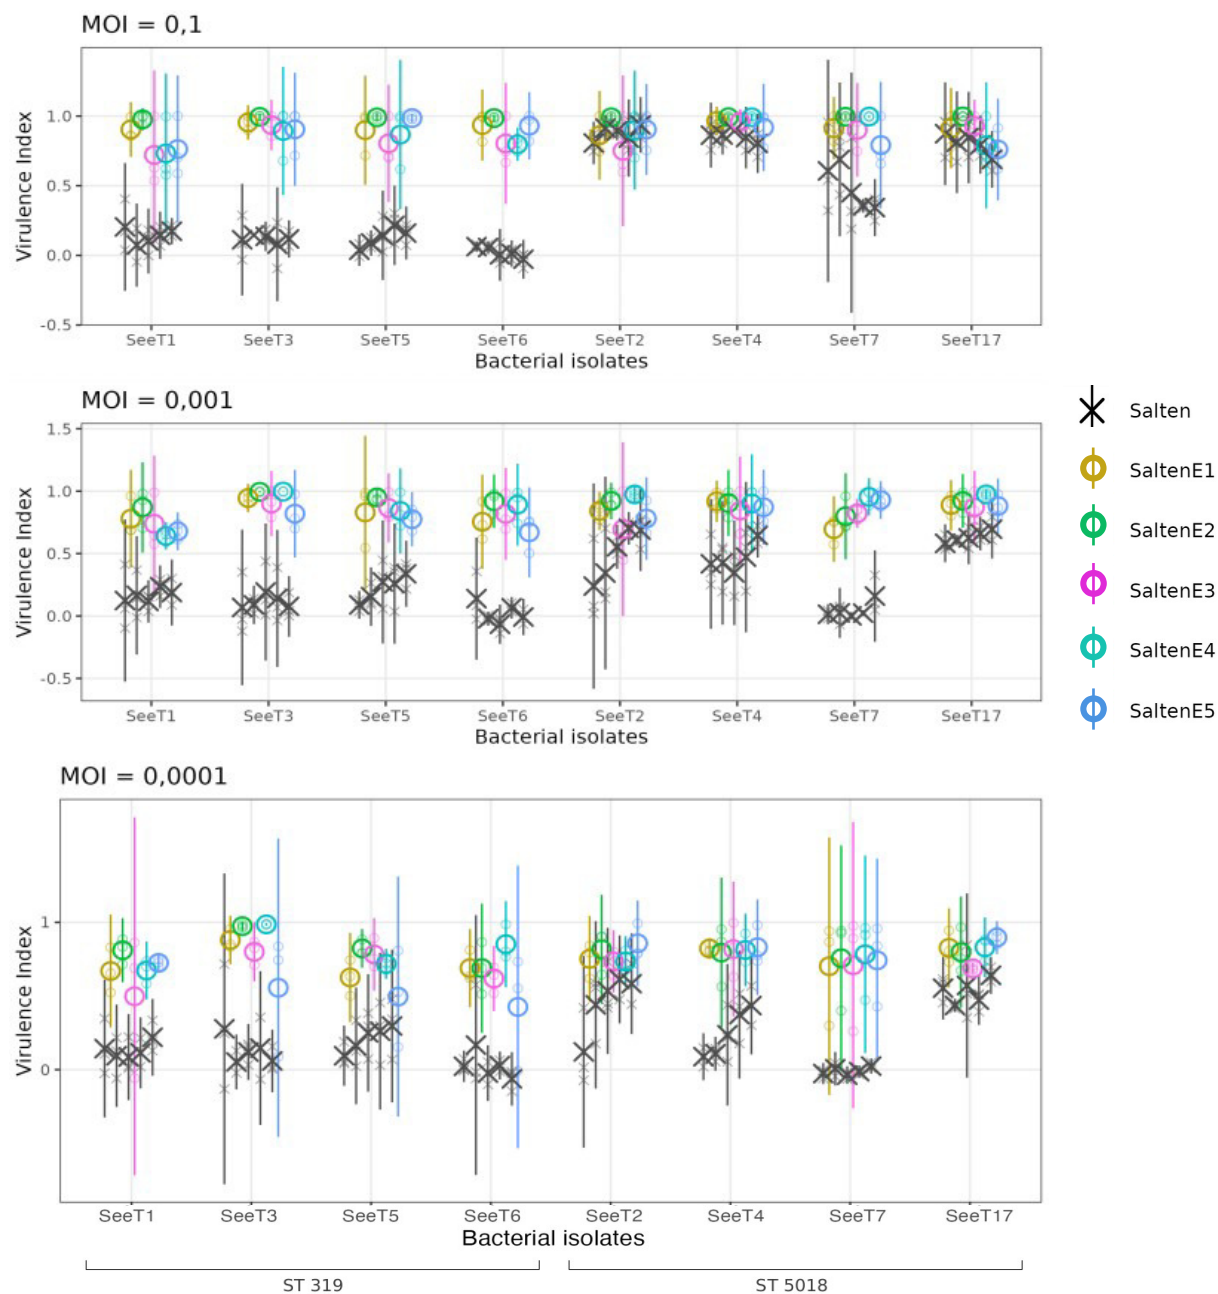 MOI = 0,1
Virulence Index
1.0
0.5
0.0
-0.5
SeeT1 SeeT3 SeeT5 SeeT6 SeeT2 SeeT4 SeeT7 SeeT17
Bacterial isolates
MOI = 0,001
Virulence Index
1.5
1.0
0.5
0.0
-0.5
SeeT1 SeeT3 SeeT5 SeeT6 SeeT2 SeeT4 SeeT7 SeeT17
Bacterial isolates
Salten
SaltenE1
SaltenE2
SaltenE3
SaltenE4
SaltenE5
MOI = 0,0001
Virulence Index
1
0
SeeT1 SeeT3 SeeT5 SeeT6 SeeT2 SeeT4 SeeT7 SeeT17
Bacterial isolates
ST 319 ST 5018